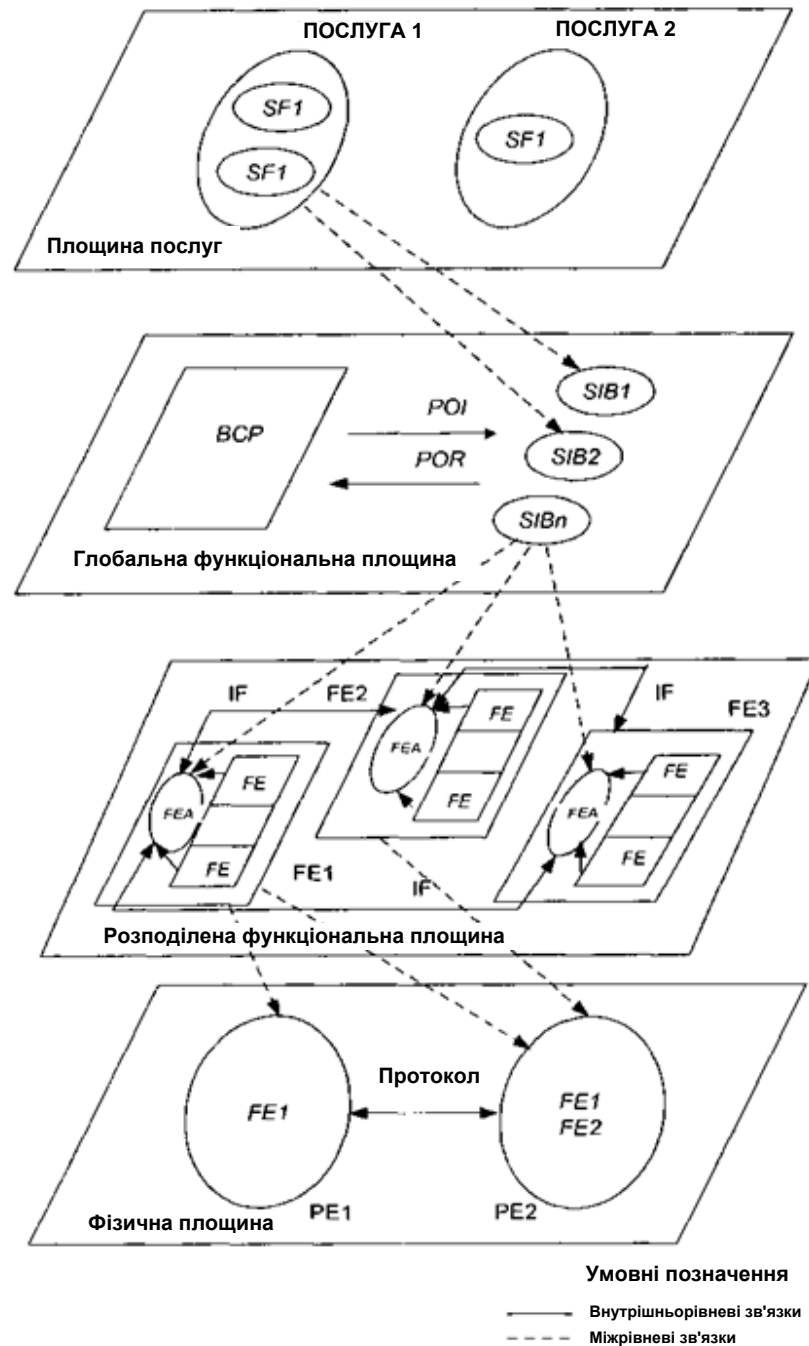 ПОСЛУГА 1 ПОСЛУГА 2
SF1
SF1
SF1
Площина послуг
SIB1
POI
BCP
POR
SIB2
SIBn
Глобальна функціональна площина
IF FE2 IF
FE3
FE
FEA
FE
FE
FEA
FE
FE
FEA
FE
FE1
IF
Розподілена функціональна площина
Протокол
FE1
FE1
FE2
PE1 PE2
Фізична площина
Умовні позначення
Внутрішньорівневі зв'язки
Міжрівневі зв'язки